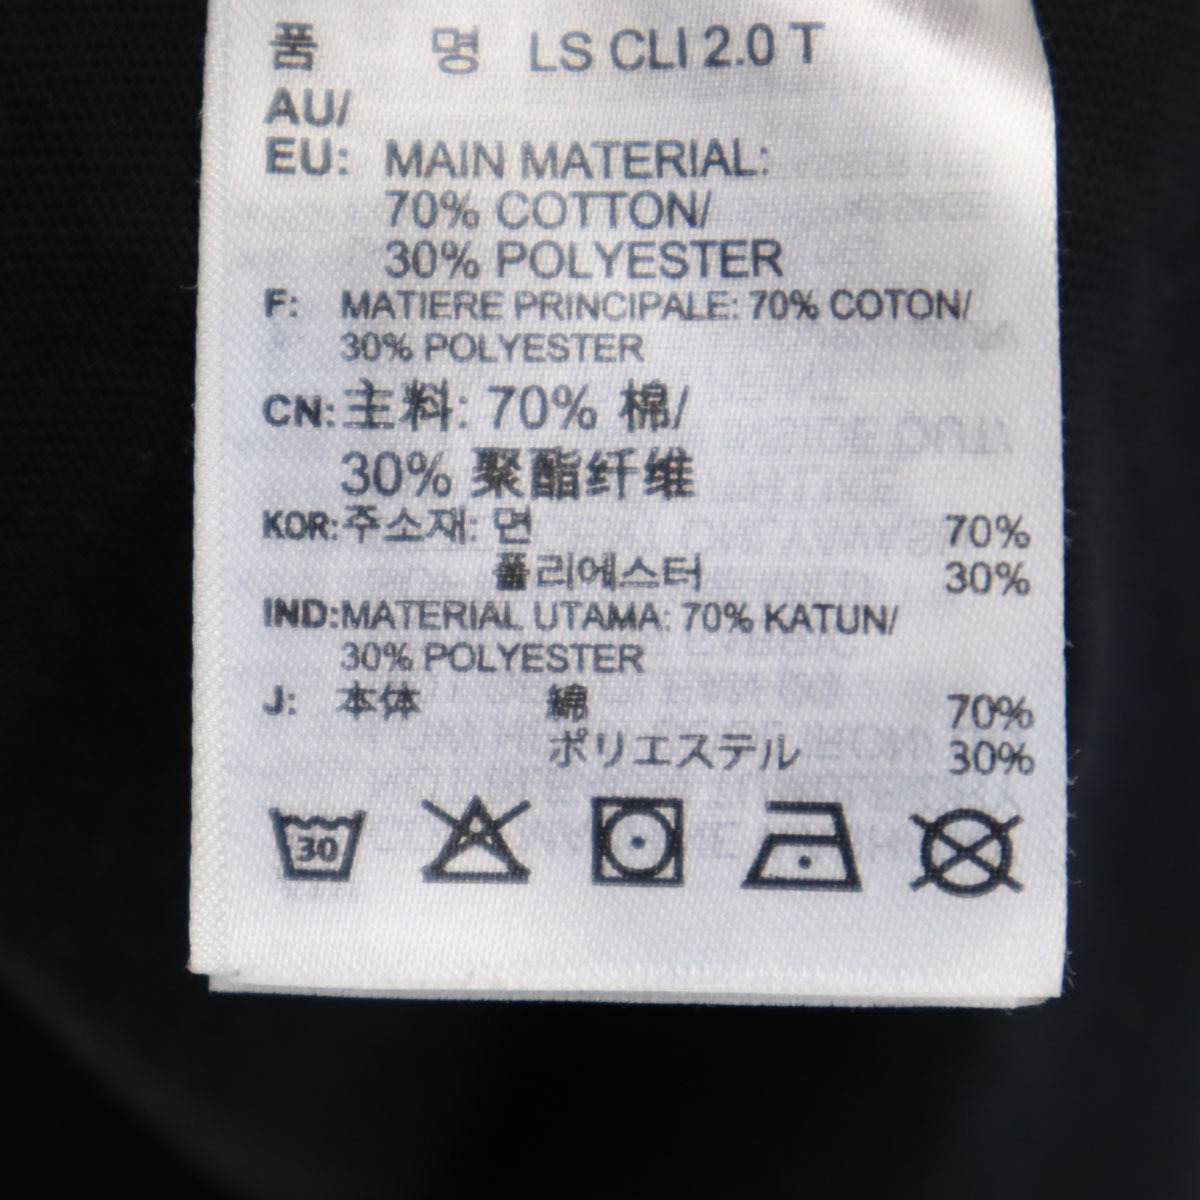 품 명 LS CLI 2.0 T
AU/
EU: MAIN MATERIAL:
70% COTTON/
30% POLYESTER
F: MATIERE PRINCIPALE: 70% COTON/
30% POLYESTER
CN: 主料: 70% 棉/
30% 聚酯纤维
KOR: 주소재: 면 70%
폴리에스터 30%
IND: MATERIAL UTAMA: 70% KATUN/
30% POLYESTER
J: 本体 綿 70%
ポリエステル 30%
30